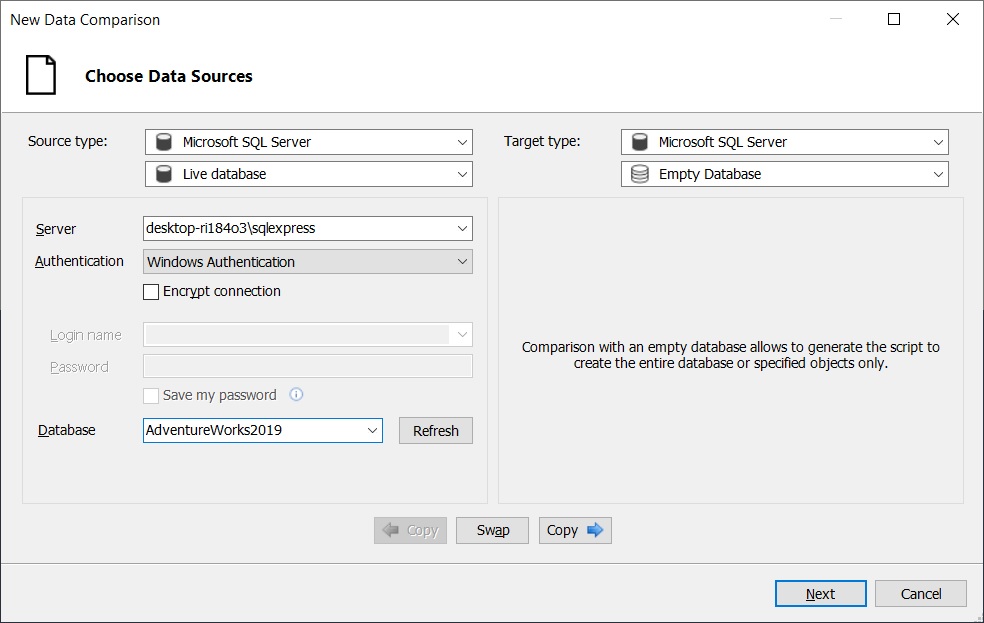 New Data Comparison
Choose Data Sources
Source type:
Microsoft SQL Server
Live database
Target type:
Microsoft SQL Server
Empty Database
Server
desktop-ri184o3\sqlexpress
Authentication
Windows Authentication
Encrypt connection
Login name
Password
Save my password
Database
AdventureWorks2019
Refresh
Comparison with an empty database allows to generate the script to
create the entire database or specified objects only.
Copy
Swap
Copy
Next
Cancel